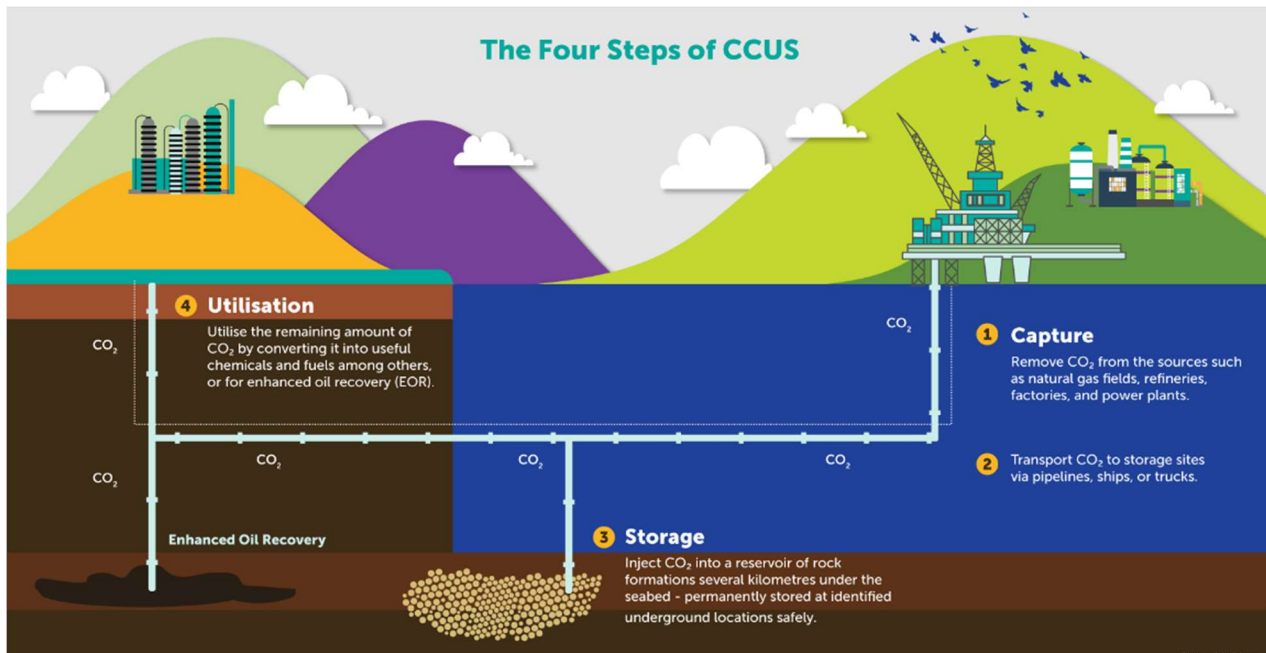 The Four Steps of CCUS
4 Utilisation
Utilise the remaining amount of
CO₂ by converting it into useful
chemicals and fuels among others,
or for enhanced oil recovery (EOR).
CO₂
CO₂
1 Capture
Remove CO₂ from the sources such
as natural gas fields, refineries,
factories, and power plants.
CO₂
CO₂
CO₂
CO₂
2 Transport CO₂ to storage sites
via pipelines, ships, or trucks.
Enhanced Oil Recovery
3 Storage
Inject CO₂ into a reservoir of rock
formations several kilometres under the
seabed - permanently stored at identified
underground locations safely.